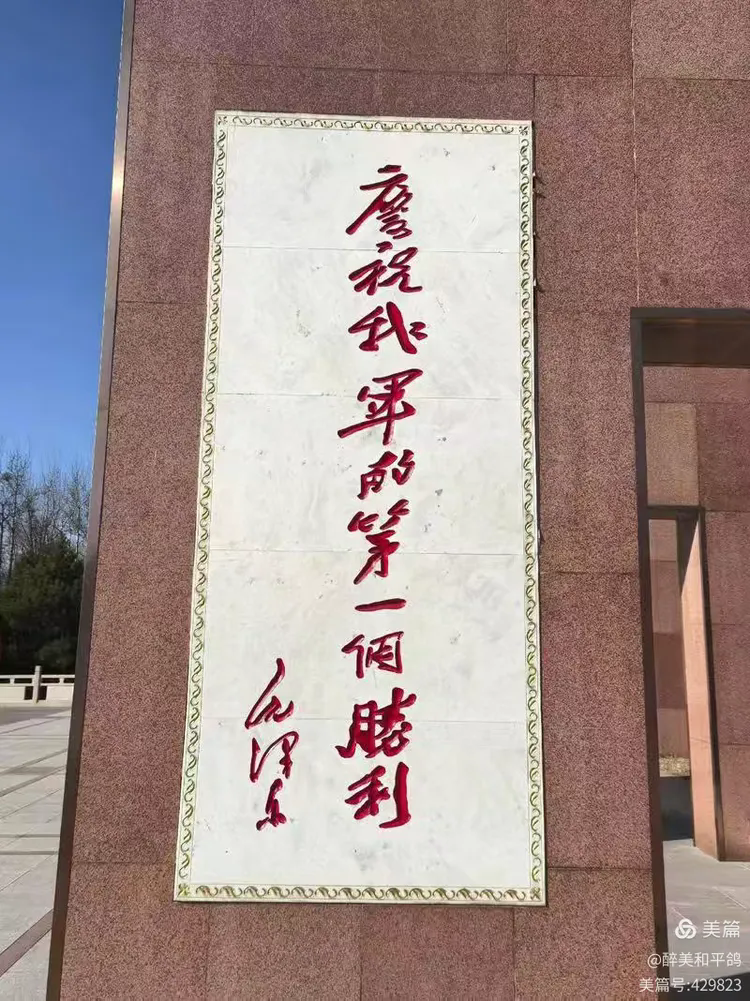 慶祝我軍的第一個勝利
毛澤东
美篇
@醉美和平鸽
美篇号:429823